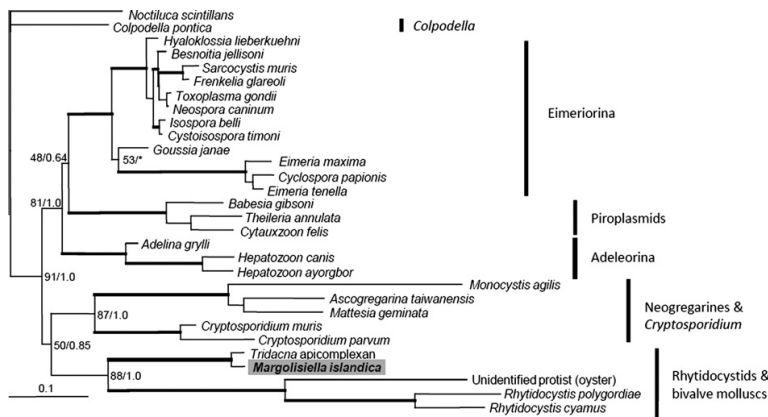 Noctiluca scintillans
Colpodella pontica
Colpodella
Hyaloklossia lieberkuehni
Besnoitia jellisoni
Sarcocystis muris
Frenkelia glareoli
Toxoplasma gondii
Neospora caninum
Eimeriorina
Isospora belli
Cystoisospora timoni
Goussia janae
48/0.64
53/*
Eimeria maxima
Cyclospora papionis
Eimeria tenella
81/1.0
Babesia gibsoni
Theileria annulata
Piroplasmids
Cytauxzoon felis
Adelina grylli
Hepatozoon canis
Adeleorina
Hepatozoon ayorgbor
91/1.0
Monocystis agilis
Ascogregarina taiwanensis
Mattesia geminata
Neogregarines &
Cryptosporidium
87/1.0
Cryptosporidium muris
Cryptosporidium parvum
50/0.85
Tridacna apicomplexan
Margolisiella islandica
88/1.0
Unidentified protist (oyster)
Rhytidocystis polygordiae
Rhytidocystis cyamus
Rhytidocystids &
bivalve molluscs
0.1